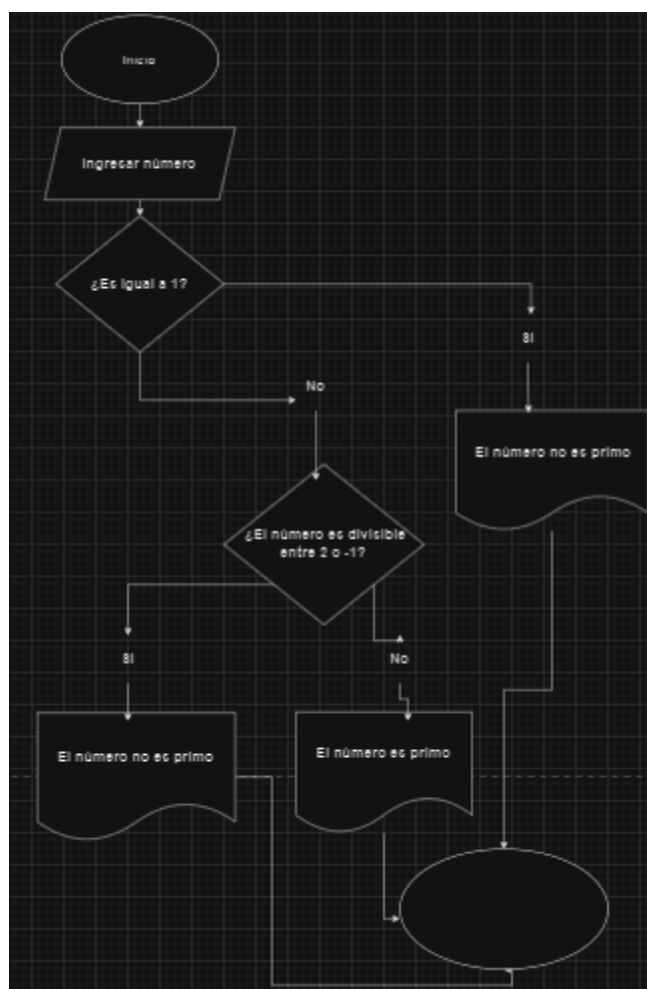 Inicio
Ingresar número
¿Es igual a 1?
Si
No
El número no es primo
¿El número es divisible
entre 2 o -1?
Si
No
El número no es primo
El número es primo